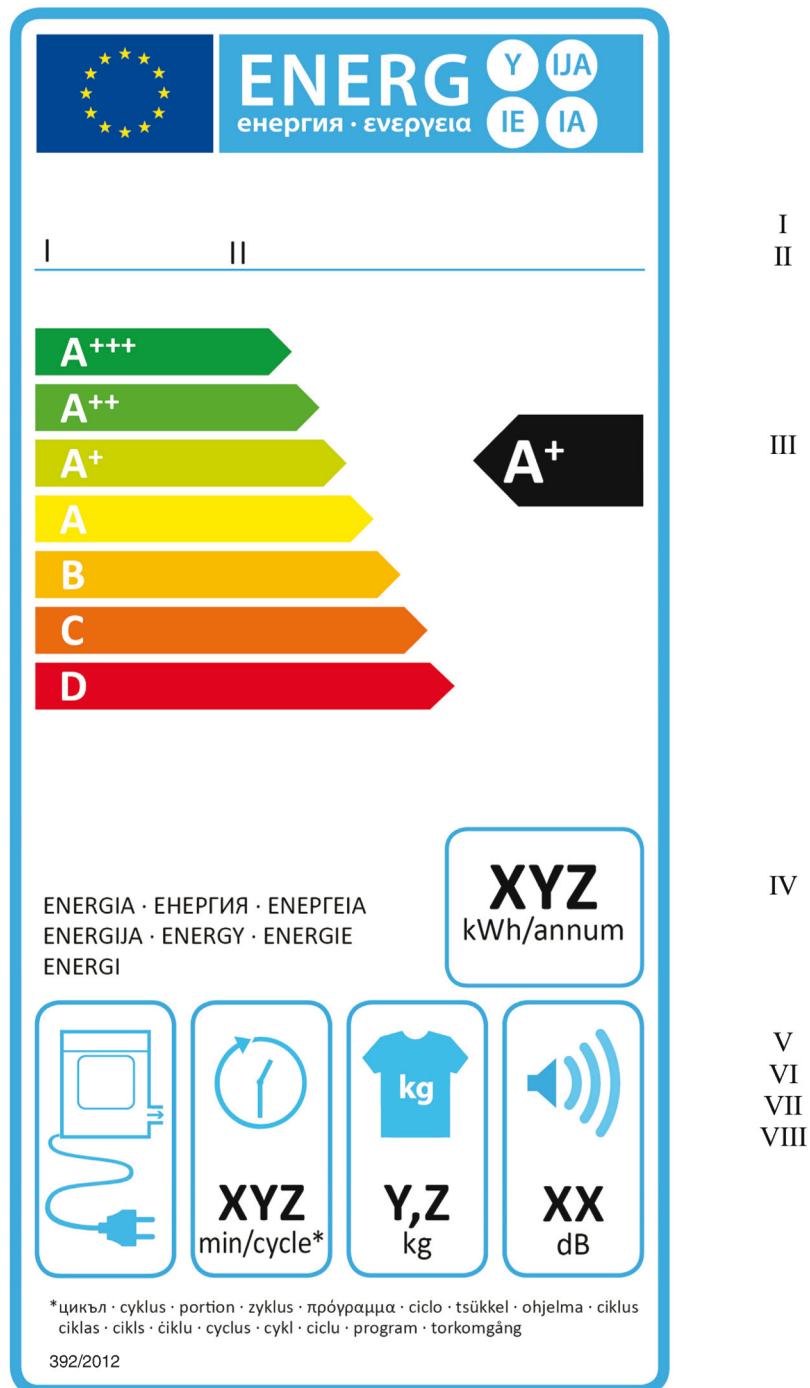 ENERG Y IJA
енергия · ενεργεια IE IA
I
I II
II
A+++
A++
A+
A+
III
A
B
C
D
XYZ
IV
kWh/annum
ENERGIA · ЕНЕРГИЯ · ΕΝΕΡΓΕΙΑ
ENERGIJA · ENERGY · ENERGIE
ENERGI
V
VI
kg
VII
VIII
XYZ Y,Z XX
min/cycle* kg dB
*цикъл · cyklus · portion · zyklus · πρόγραμμα · ciclo · tsükkel · ohjelma · ciklus
ciklas · cikls · ċiklu · cyclus · cykl · ciclu · program · torkomgång
392/2012